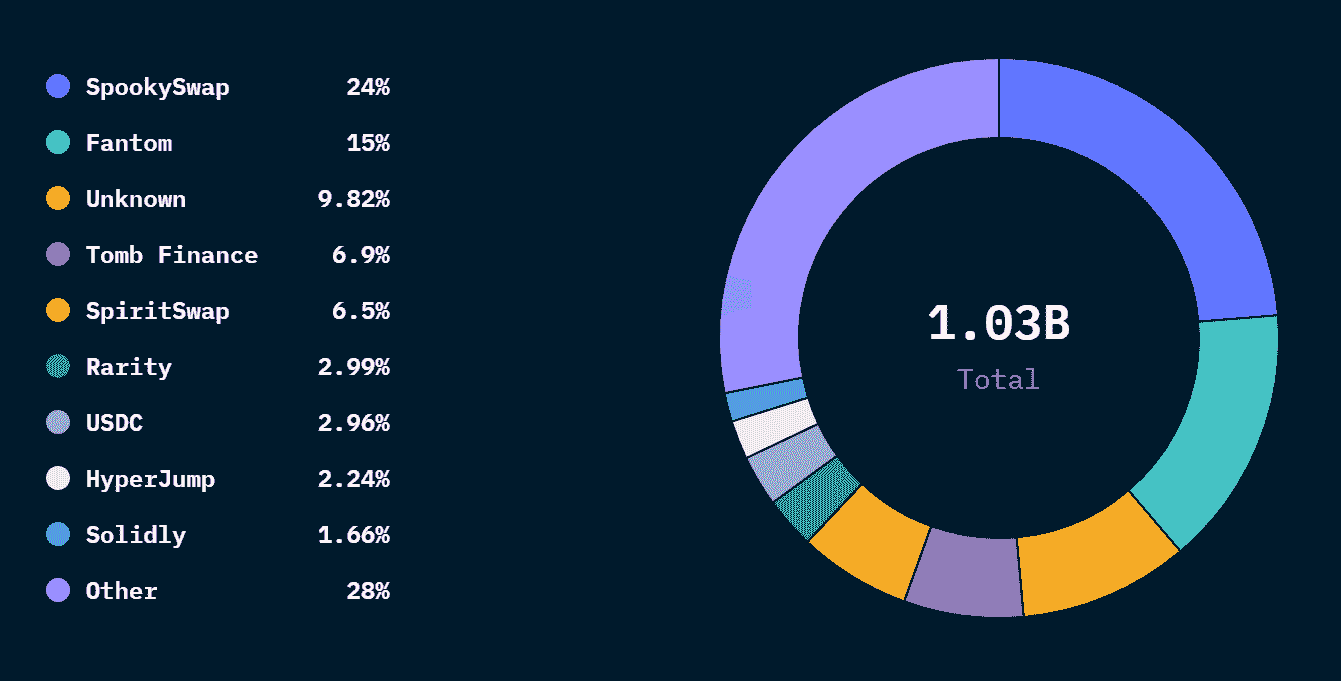 SpookySwap 24%
Fantom 15%
Unknown 9.82%
Tomb Finance 6.9%
SpiritSwap 6.5%
Rarity 2.99%
USDC 2.96%
HyperJump 2.24%
Solidly 1.66%
Other 28%
1.03B
Total